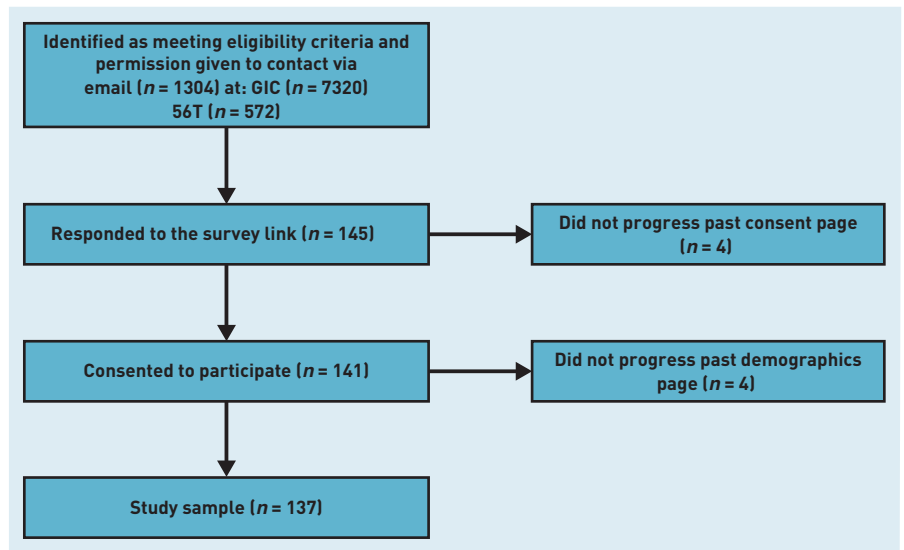 Identified as meeting eligibility criteria and
permission given to contact via
email (n = 1304) at: GIC (n = 7320)
56T (n = 572)
Responded to the survey link (n = 145)
Did not progress past consent page
(n = 4)
Consented to participate (n = 141)
Did not progress past demographics
page (n = 4)
Study sample (n = 137)